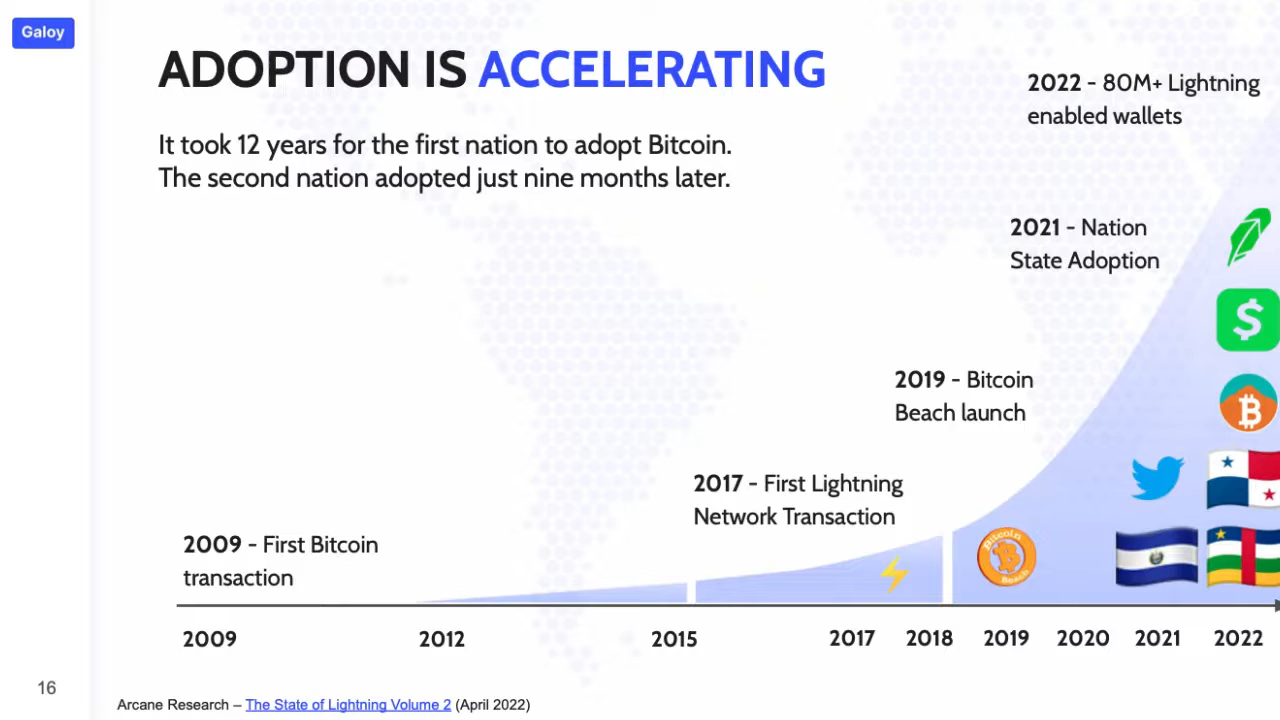 Galoy
ADOPTION IS ACCELERATING
It took 12 years for the first nation to adopt Bitcoin.
The second nation adopted just nine months later.
2022 - 80M+ Lightning
enabled wallets
2021 - Nation
State Adoption
2019 - Bitcoin
Beach launch
2017 - First Lightning
Network Transaction
2009 - First Bitcoin
transaction
Bitcoin
Beach
2009 2012 2015 2017 2018 2019 2020 2021 2022
16
Arcane Research – The State of Lightning Volume 2 (April 2022)